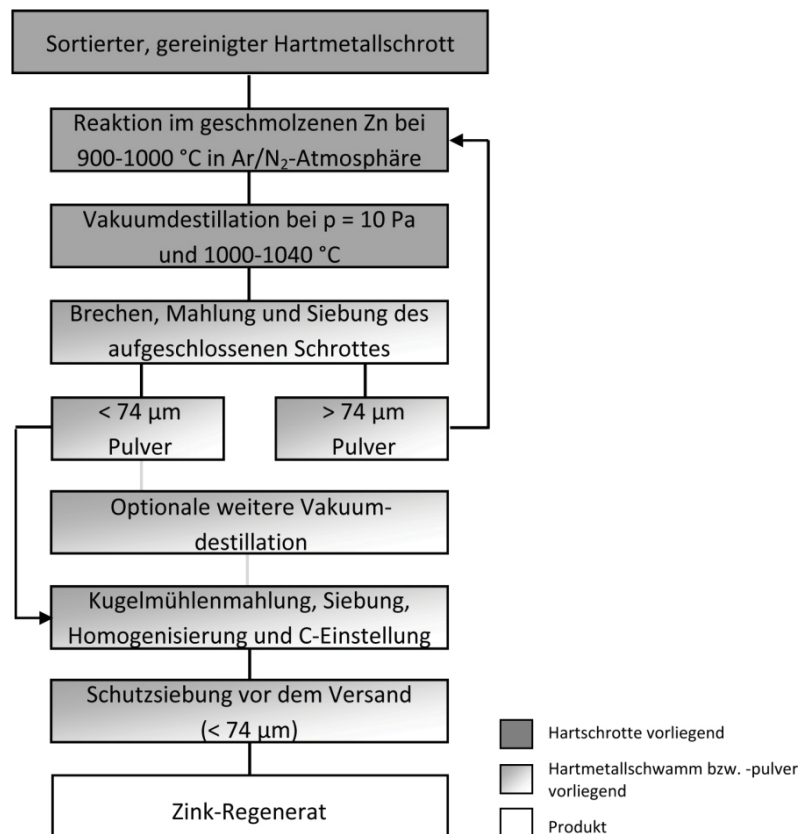 Sortierter, gereinigter Hartmetallschrott
Reaktion im geschmolzenen Zn bei
900-1000 °C in Ar/N₂-Atmosphäre
Vakuumdestillation bei p = 10 Pa
und 1000-1040 °C
Brechen, Mahlung und Siebung des
aufgeschlossenen Schrottes
< 74 µm
Pulver
> 74 µm
Pulver
Optionale weitere Vakuum-
destillation
Kugelmühlenmahlung, Siebung,
Homogenisierung und C-Einstellung
Schutzsiebung vor dem Versand
(< 74 µm)
Zink-Regenerat
Hartschrotte vorliegend
Hartmetallschwamm bzw. -pulver
vorliegend
Produkt